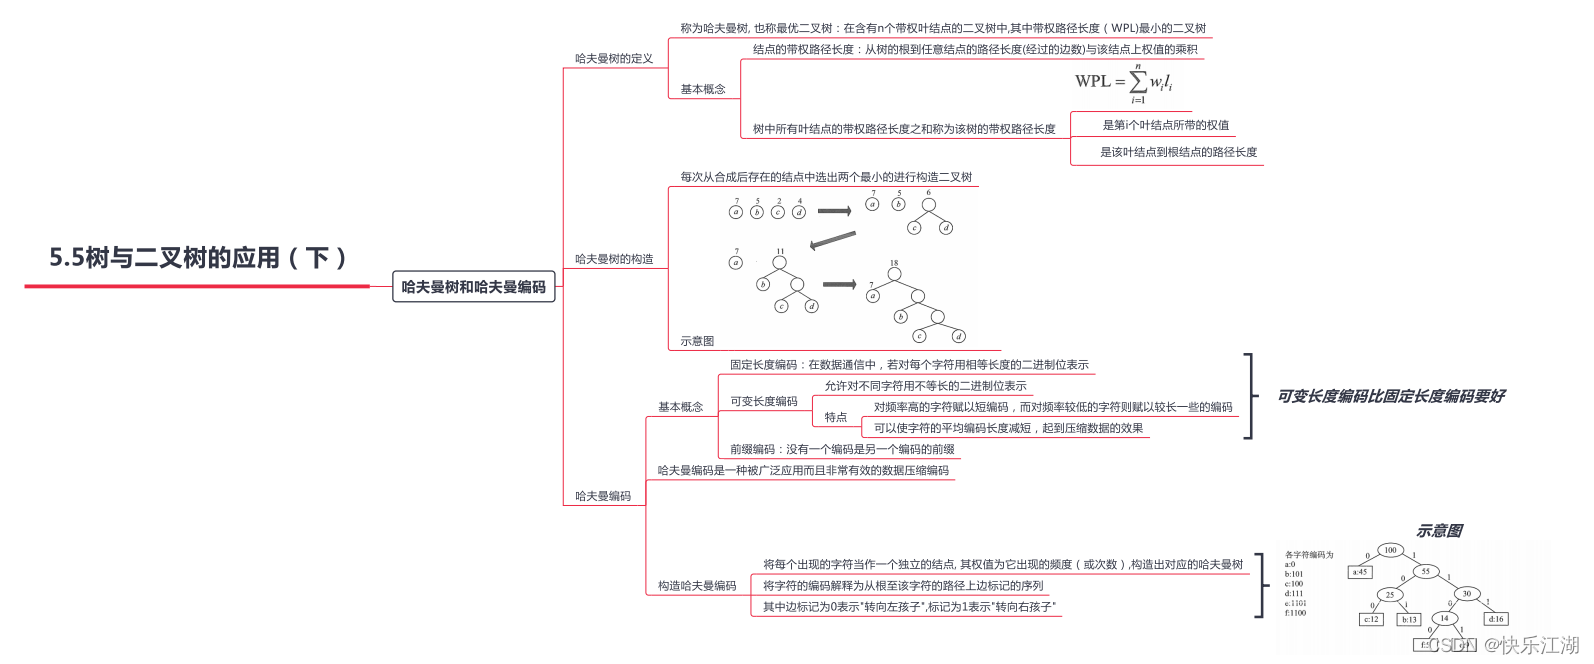 5.5树与二叉树的应用（下）
哈夫曼树和哈夫曼编码
哈夫曼树的定义
称为哈夫曼树, 也称最优二叉树：在含有n个带权叶结点的二叉树中,其中带权路径长度（WPL)最小的二叉树
基本概念
结点的带权路径长度：从树的根到任意结点的路径长度(经过的边数)与该结点上权值的乘积
树中所有叶结点的带权路径长度之和称为该树的带权路径长度
WPL = ∑ w_i l_i
n
i=1
是第i个叶结点所带的权值
是该叶结点到根结点的路径长度
哈夫曼树的构造
每次从合成后存在的结点中选出两个最小的进行构造二叉树
示意图
7 5 2 4
a b c d
7 5 6
a b
c d
7 11
a
b
c d
18
7
a
b
c d
哈夫曼编码
基本概念
固定长度编码：在数据通信中，若对每个字符用相等长度的二进制位表示
可变长度编码
允许对不同字符用不等长的二进制位表示
特点
对频率高的字符赋以短编码，而对频率较低的字符则赋以较长一些的编码
可以使字符的平均编码长度减短，起到压缩数据的效果
前缀编码：没有一个编码是另一个编码的前缀
可变长度编码比固定长度编码要好
哈夫曼编码是一种被广泛应用而且非常有效的数据压缩编码
构造哈夫曼编码
将每个出现的字符当作一个独立的结点, 其权值为它出现的频度（或次数）,构造出对应的哈夫曼树
将字符的编码解释为从根至该字符的路径上边标记的序列
其中边标记为0表示"转向左孩子",标记为1表示"转向右孩子"
示意图
各字符编码为
a:0
b:101
c:100
d:111
e:1101
f:1100
100
0 1
a:45 55
0 1
25 30
0 1 0 1
c:12 b:13 14 d:16
0 1
CSDN @快乐江湖